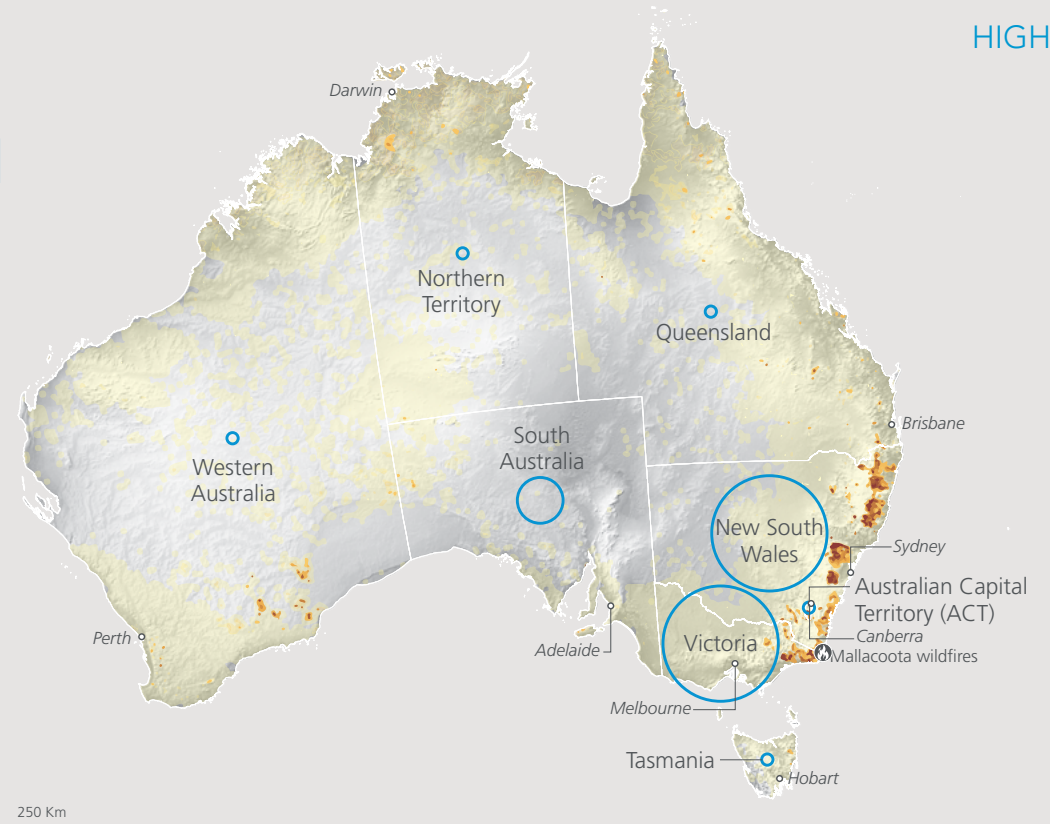 HIGH
Darwin
Northern
Territory
Queensland
Brisbane
South
Australia
Western
Australia
New South
Wales
Sydney
Australian Capital
Territory (ACT)
Canberra
Perth
Adelaide
Victoria
Mallacoota wildfires
Melbourne
Tasmania
Hobart
250 Km